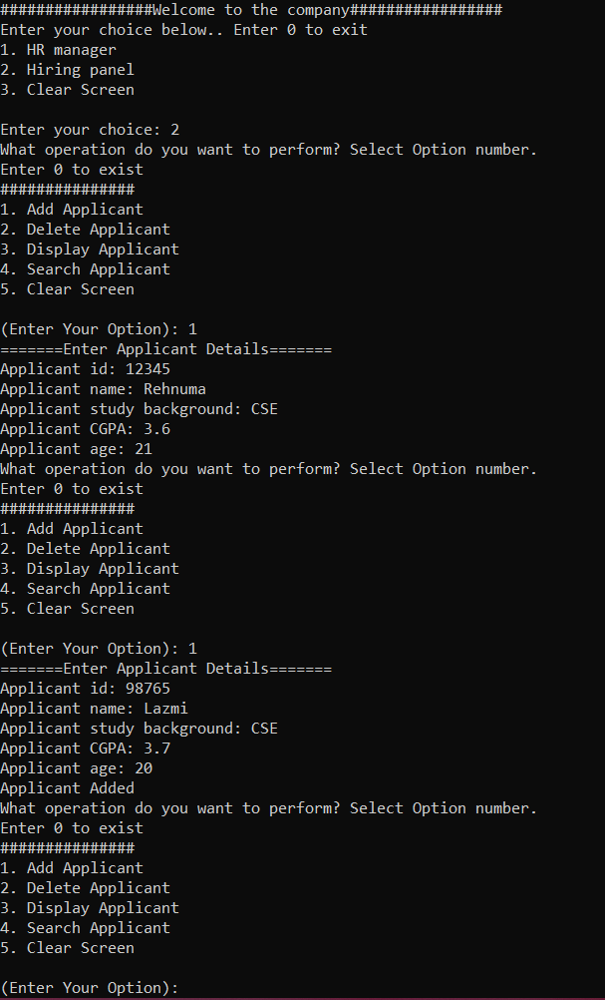 #################Welcome to the company#################
Enter your choice below.. Enter 0 to exit
1. HR manager
2. Hiring panel
3. Clear Screen
Enter your choice: 2
What operation do you want to perform? Select Option number.
Enter 0 to exist
###############
1. Add Applicant
2. Delete Applicant
3. Display Applicant
4. Search Applicant
5. Clear Screen
(Enter Your Option): 1
=======Enter Applicant Details=======
Applicant id: 12345
Applicant name: Rehnuma
Applicant study background: CSE
Applicant CGPA: 3.6
Applicant age: 21
What operation do you want to perform? Select Option number.
Enter 0 to exist
###############
1. Add Applicant
2. Delete Applicant
3. Display Applicant
4. Search Applicant
5. Clear Screen
(Enter Your Option): 1
=======Enter Applicant Details=======
Applicant id: 98765
Applicant name: Lazmi
Applicant study background: CSE
Applicant CGPA: 3.7
Applicant age: 20
Applicant Added
What operation do you want to perform? Select Option number.
Enter 0 to exist
###############
1. Add Applicant
2. Delete Applicant
3. Display Applicant
4. Search Applicant
5. Clear Screen
(Enter Your Option):